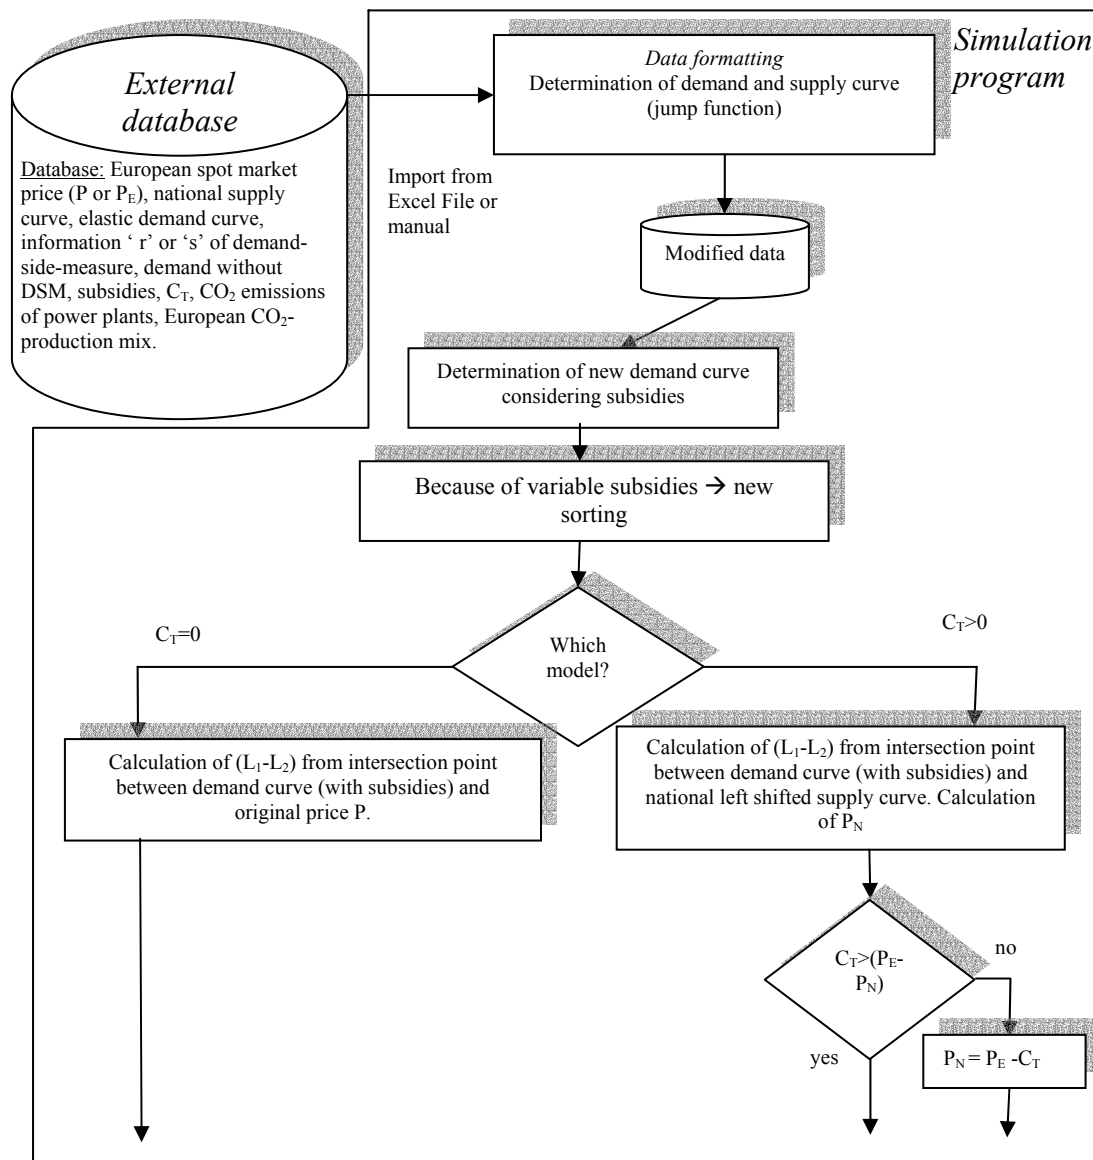 External
database
Database: European spot market
price (P or P_E), national supply
curve, elastic demand curve,
information ‘ r’ or ‘s’ of demand-
side-measure, demand without
DSM, subsidies, C_T, CO_2 emissions
of power plants, European CO_2-
production mix.
Simulation
program
Data formatting
Determination of demand and supply curve
(jump function)
Import from
Excel File or
manual
Modified data
Determination of new demand curve
considering subsidies
Because of variable subsidies → new
sorting
Which
model?
C_T=0
C_T>0
Calculation of (L_1-L_2) from intersection point
between demand curve (with subsidies) and
original price P.
Calculation of (L_1-L_2) from intersection point
between demand curve (with subsidies) and
national left shifted supply curve. Calculation
of P_N
C_T>(P_E-
P_N)
no
yes
P_N = P_E -C_T